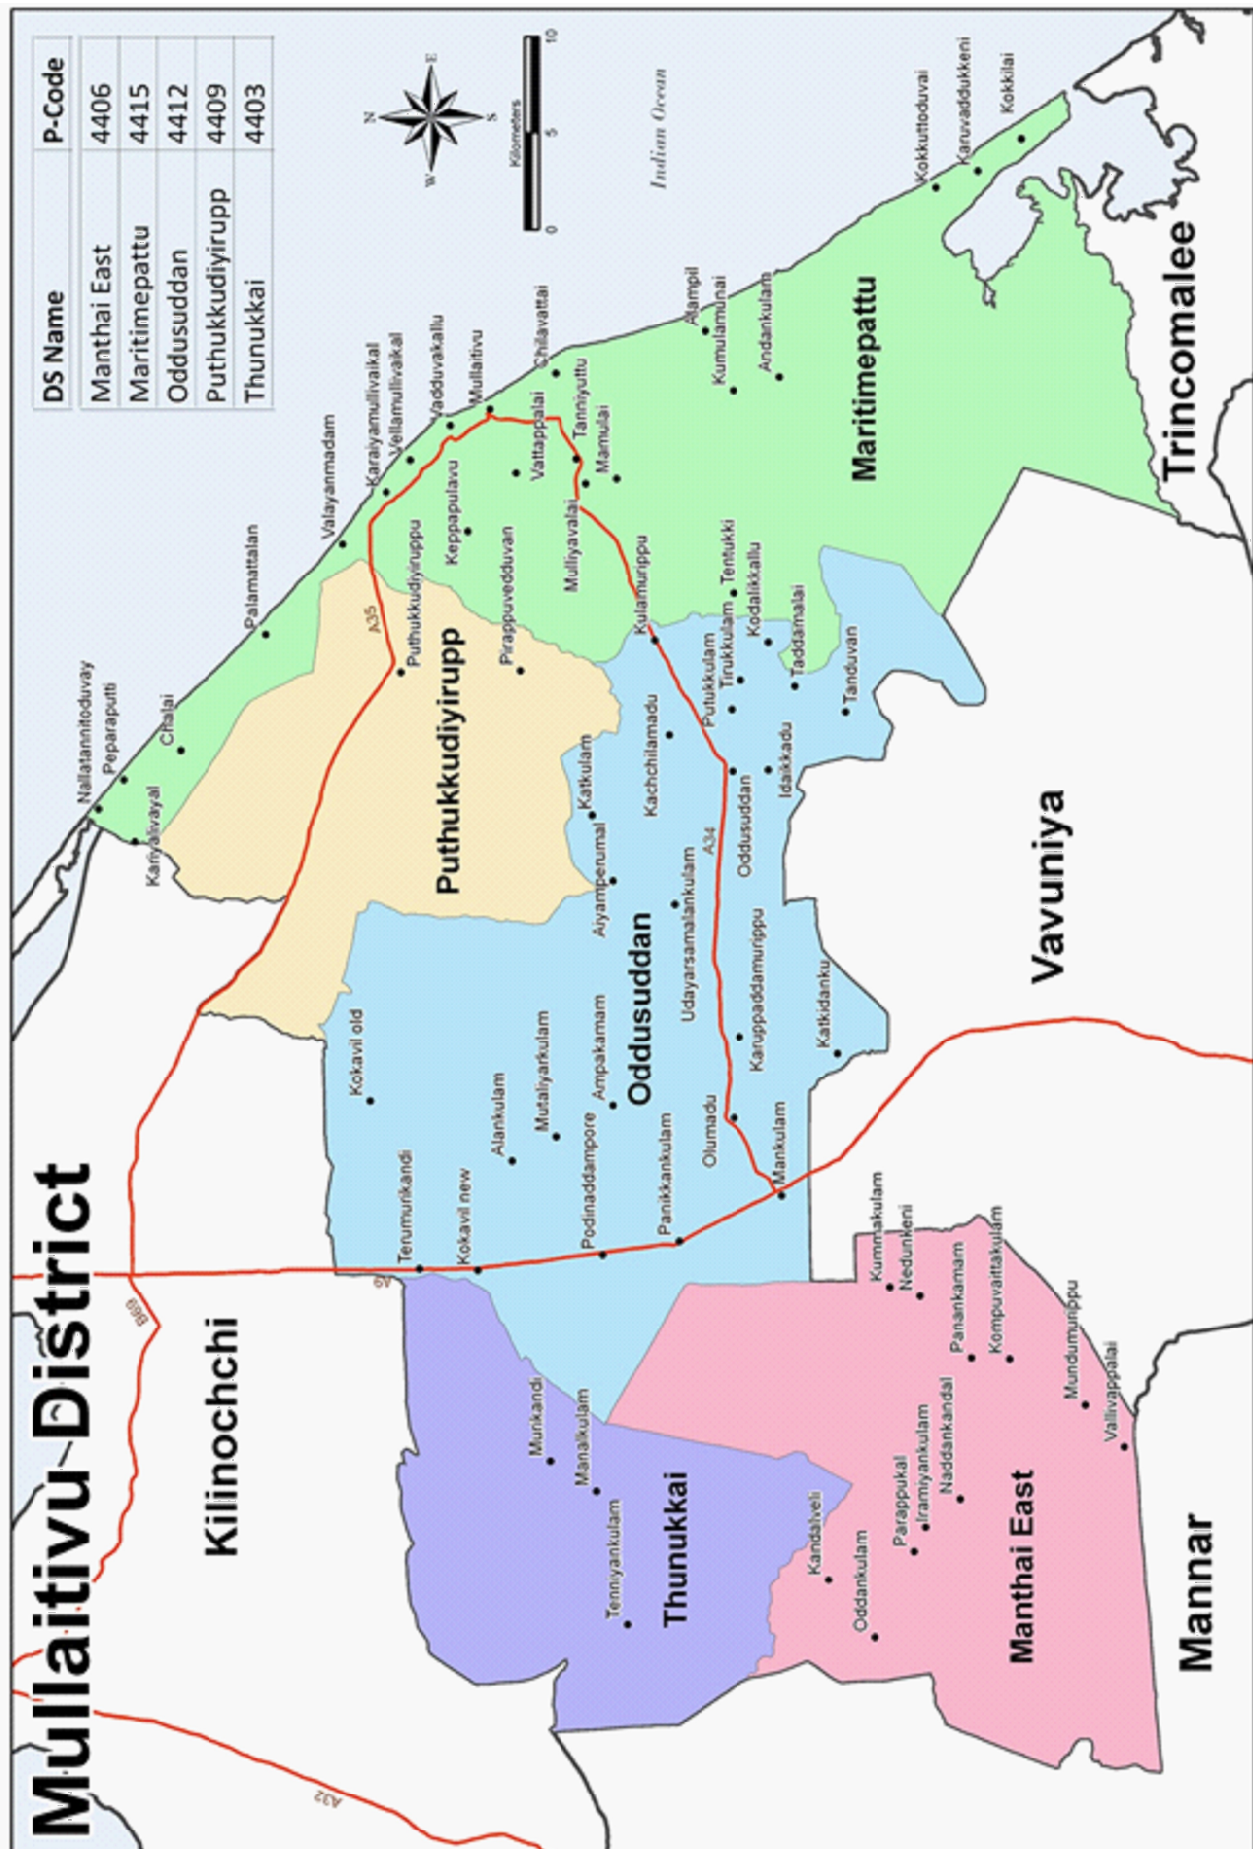 Mullaitivu District
DS Name P-Code
Manthai East 4406
Maritimepattu 4415
Oddusuddan 4412
Puthukkudiyirupp 4409
Thunukkai 4403
N
E
S
W
Kilometers
0 5 10
Indian Ocean
Kilinochchi
Nallatannitoduvay
Peparaputti
Chalai
Kariyalivayal
Palamattalan
Valayanmadam
Karaiyamullivaikal
Vellamullivaikal
Vadduvakallu
Mullaitivu
Chilavattai
A35
Puthukkudiyiruppu
Keppapulavu
Vattappalai
Tanniyuttu
Mamulai
Mulliyavalai
Pirappuvedduvan
Puthukkudiyirupp
Kulamurippu
Alampil
Kumulamunai
Andankulam
Maritimepattu
Kokkuttoduvai
Karuvaddukkeni
Kokkilai
Trincomalee
Tentukki
Kodalikkallu
Tirukkulam
Putukkulam
Taddamalai
Tanduvan
Kachchilamadu
Katkulam
Aiyamperumal
Idaikkadu
Oddusuddan
A34
Udayarsamalankulam
Oddusuddan
Karuppaddamurippu
Katkidanku
Kokavil old
Mutaliyarkulam
Ampakamam
Alankulam
Podinaddampore
Panikkankulam
Olumadu
Mankulam
Terumurikandi
Kokavil new
A9
B69
A32
Vavuniya
Munkandi
Manalkulam
Tenniyankulam
Thunukkai
Kummakulam
Nedunkeni
Panankamam
Kompuvaittakulam
Mundumurippu
Vallivappalai
Naddankandal
Iramiyankulam
Parappukal
Kandalveli
Oddankulam
Manthai East
Mannar